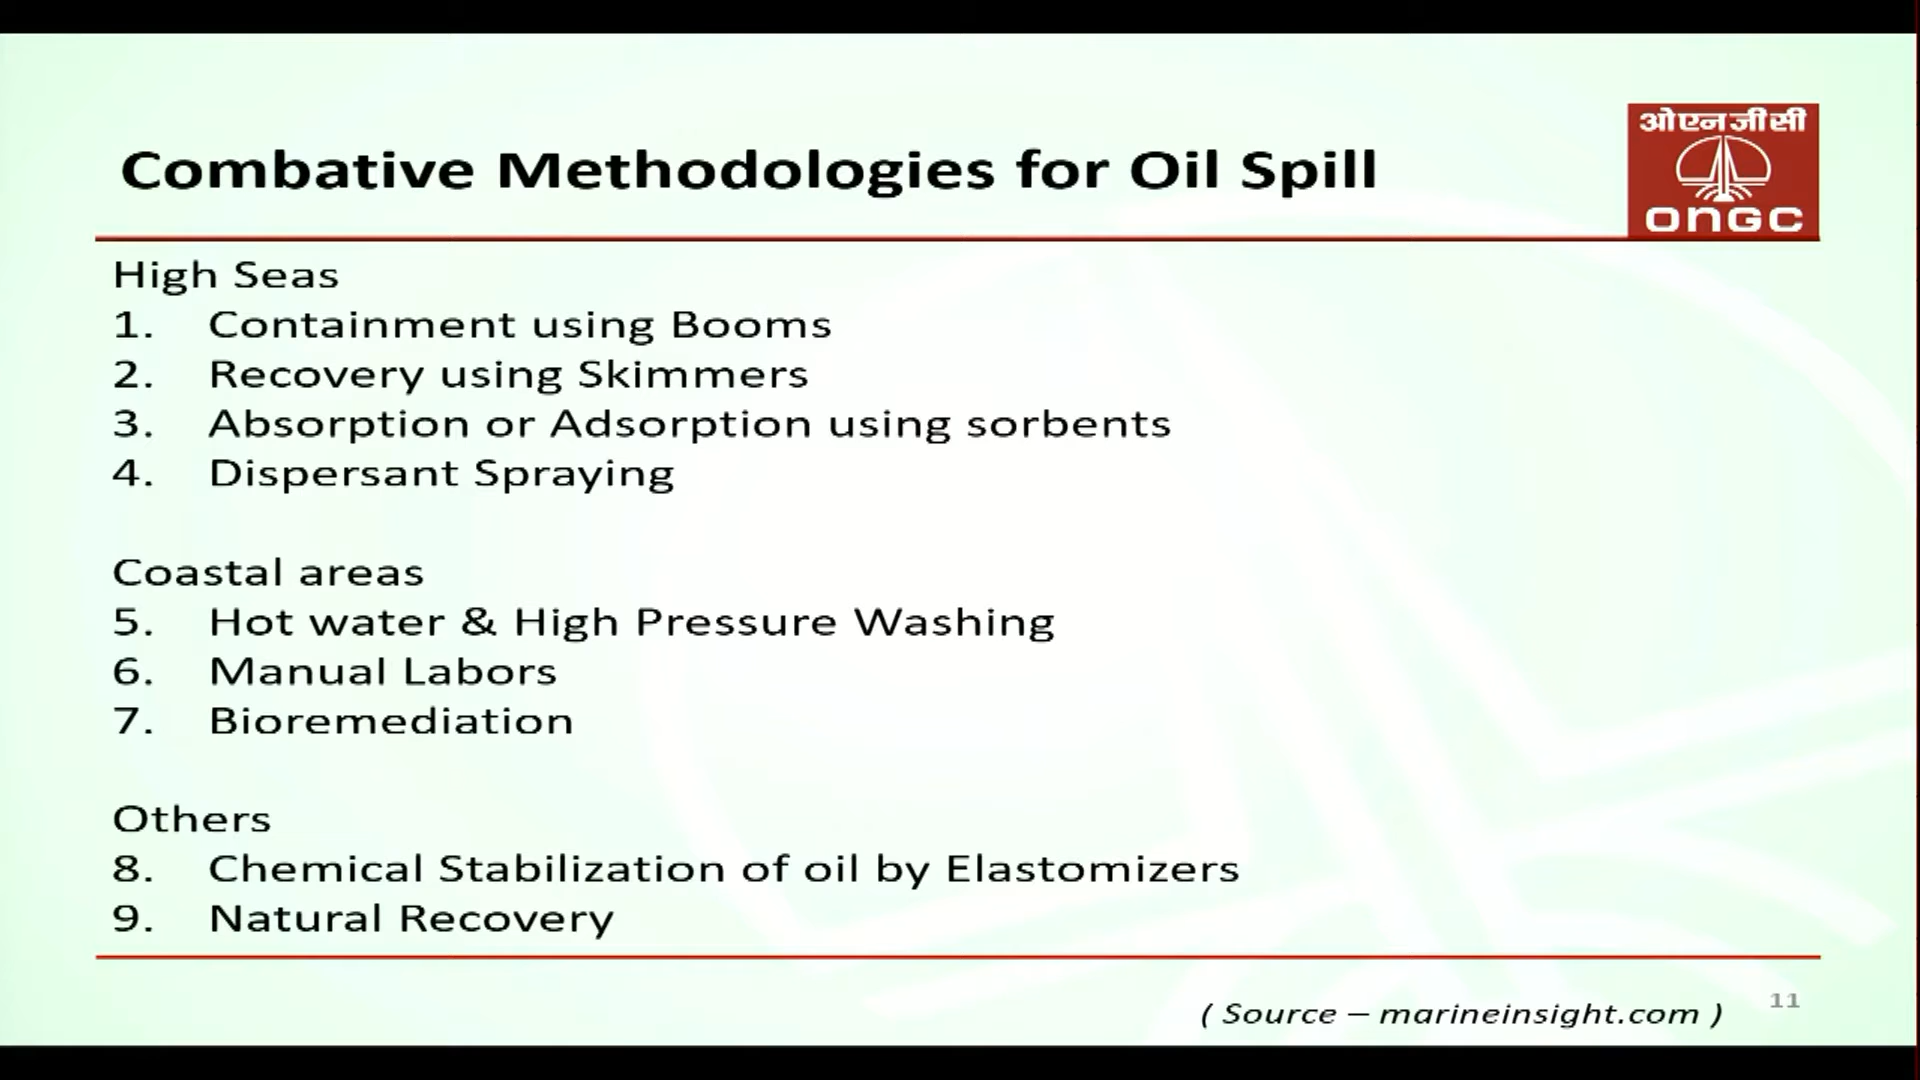 ओएनजीसी
Combative Methodologies for Oil Spill
ONGC
High Seas
1. Containment using Booms
2. Recovery using Skimmers
3. Absorption or Adsorption using sorbents
4. Dispersant Spraying
Coastal areas
5. Hot water & High Pressure Washing
6. Manual Labors
7. Bioremediation
Others
8. Chemical Stabilization of oil by Elastomizers
9. Natural Recovery
( Source – marineinsight.com )
11